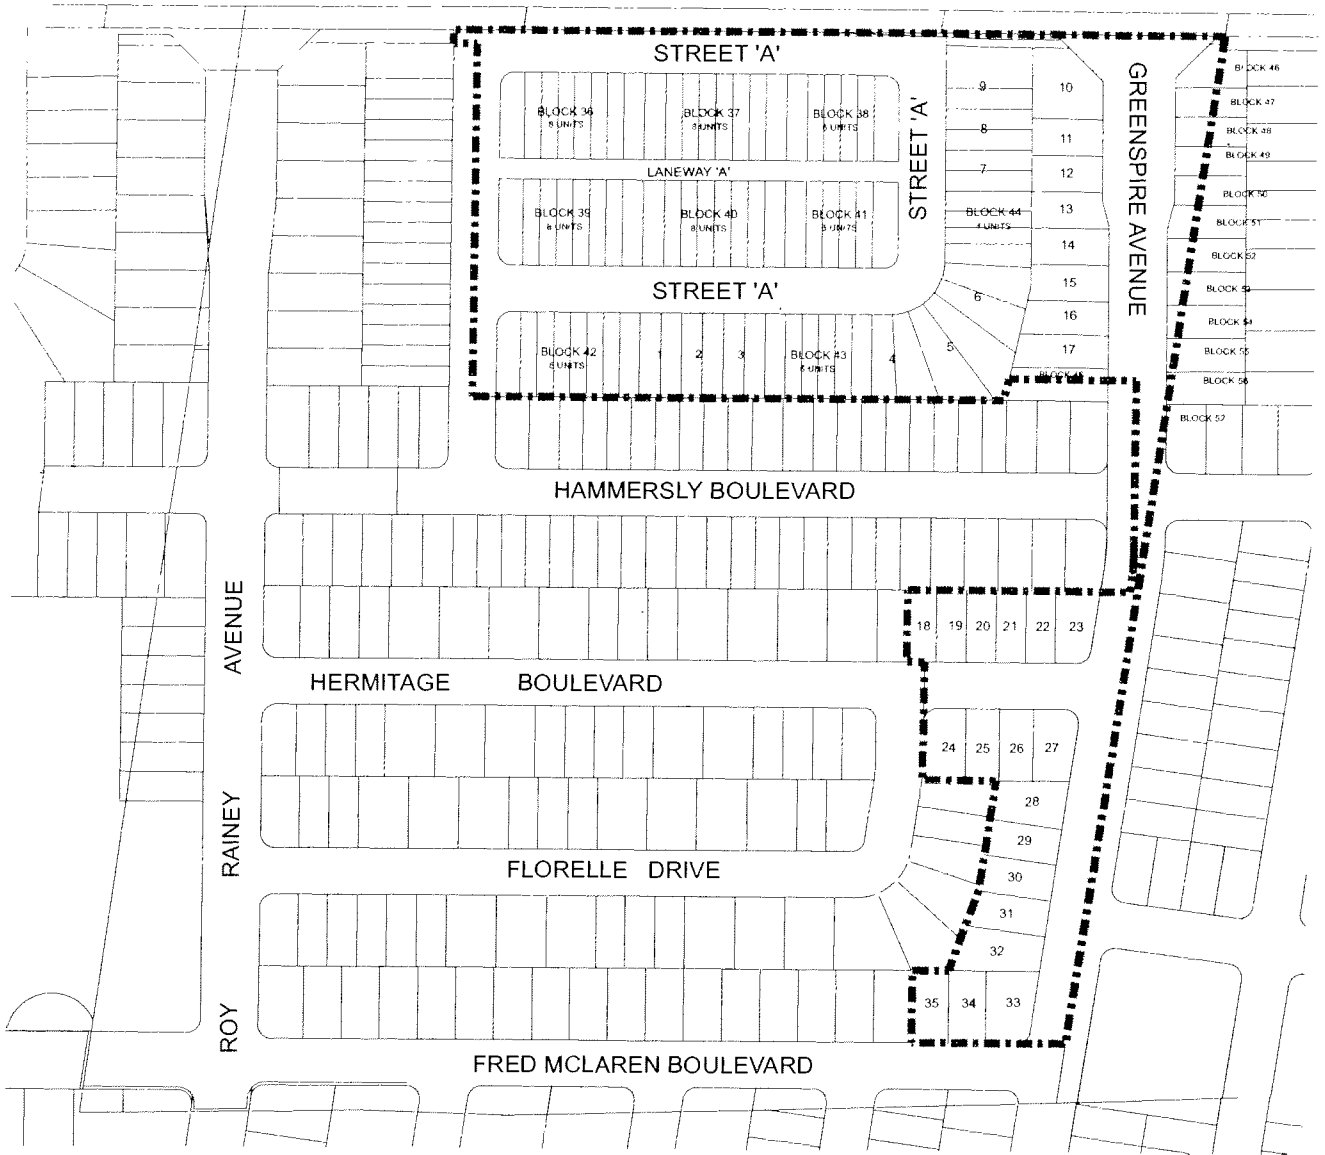 STREET 'A'
BLOCK 36
8 UNITS
BLOCK 37
8 UNITS
BLOCK 38
6 UNITS
LANEWAY 'A'
BLOCK 39
8 UNITS
BLOCK 40
8 UNITS
BLOCK 41
6 UNITS
STREET 'A'
STREET 'A'
BLOCK 42
6 UNITS
1
2
3
BLOCK 43
6 UNITS
4
5
6
7
8
9
BLOCK 44
4 UNITS
10
11
12
13
14
15
16
17
GREENSPIRE AVENUE
BLOCK 46
BLOCK 47
BLOCK 48
BLOCK 49
BLOCK 50
BLOCK 51
BLOCK 52
BLOCK 53
BLOCK 54
BLOCK 55
BLOCK 56
BLOCK 57
HAMMERSLY BOULEVARD
18
19
20
21
22
23
HERMITAGE BOULEVARD
24
25
26
27
28
29
30
31
32
33
34
35
FLORELLE DRIVE
ROY RAINEY AVENUE
FRED MCLAREN BOULEVARD